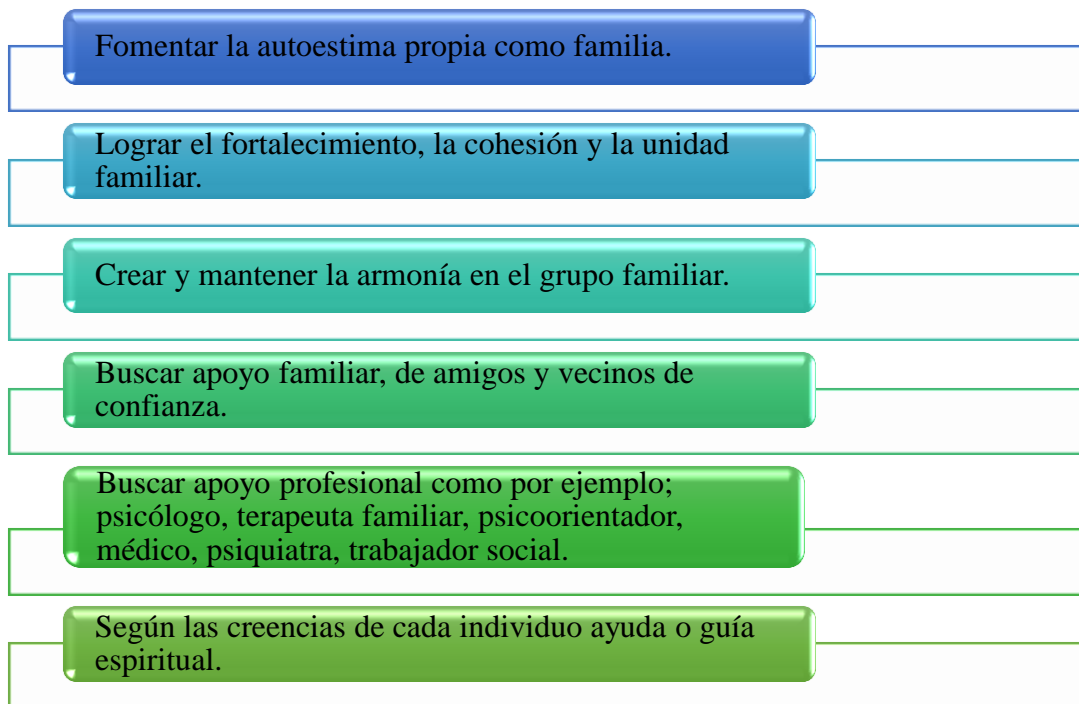 Fomentar la autoestima propia como familia.
Lograr el fortalecimiento, la cohesión y la unidad
familiar.
Crear y mantener la armonía en el grupo familiar.
Buscar apoyo familiar, de amigos y vecinos de
confianza.
Buscar apoyo profesional como por ejemplo;
psicólogo, terapeuta familiar, psicoorientador,
médico, psiquiatra, trabajador social.
Según las creencias de cada individuo ayuda o guía
espiritual.